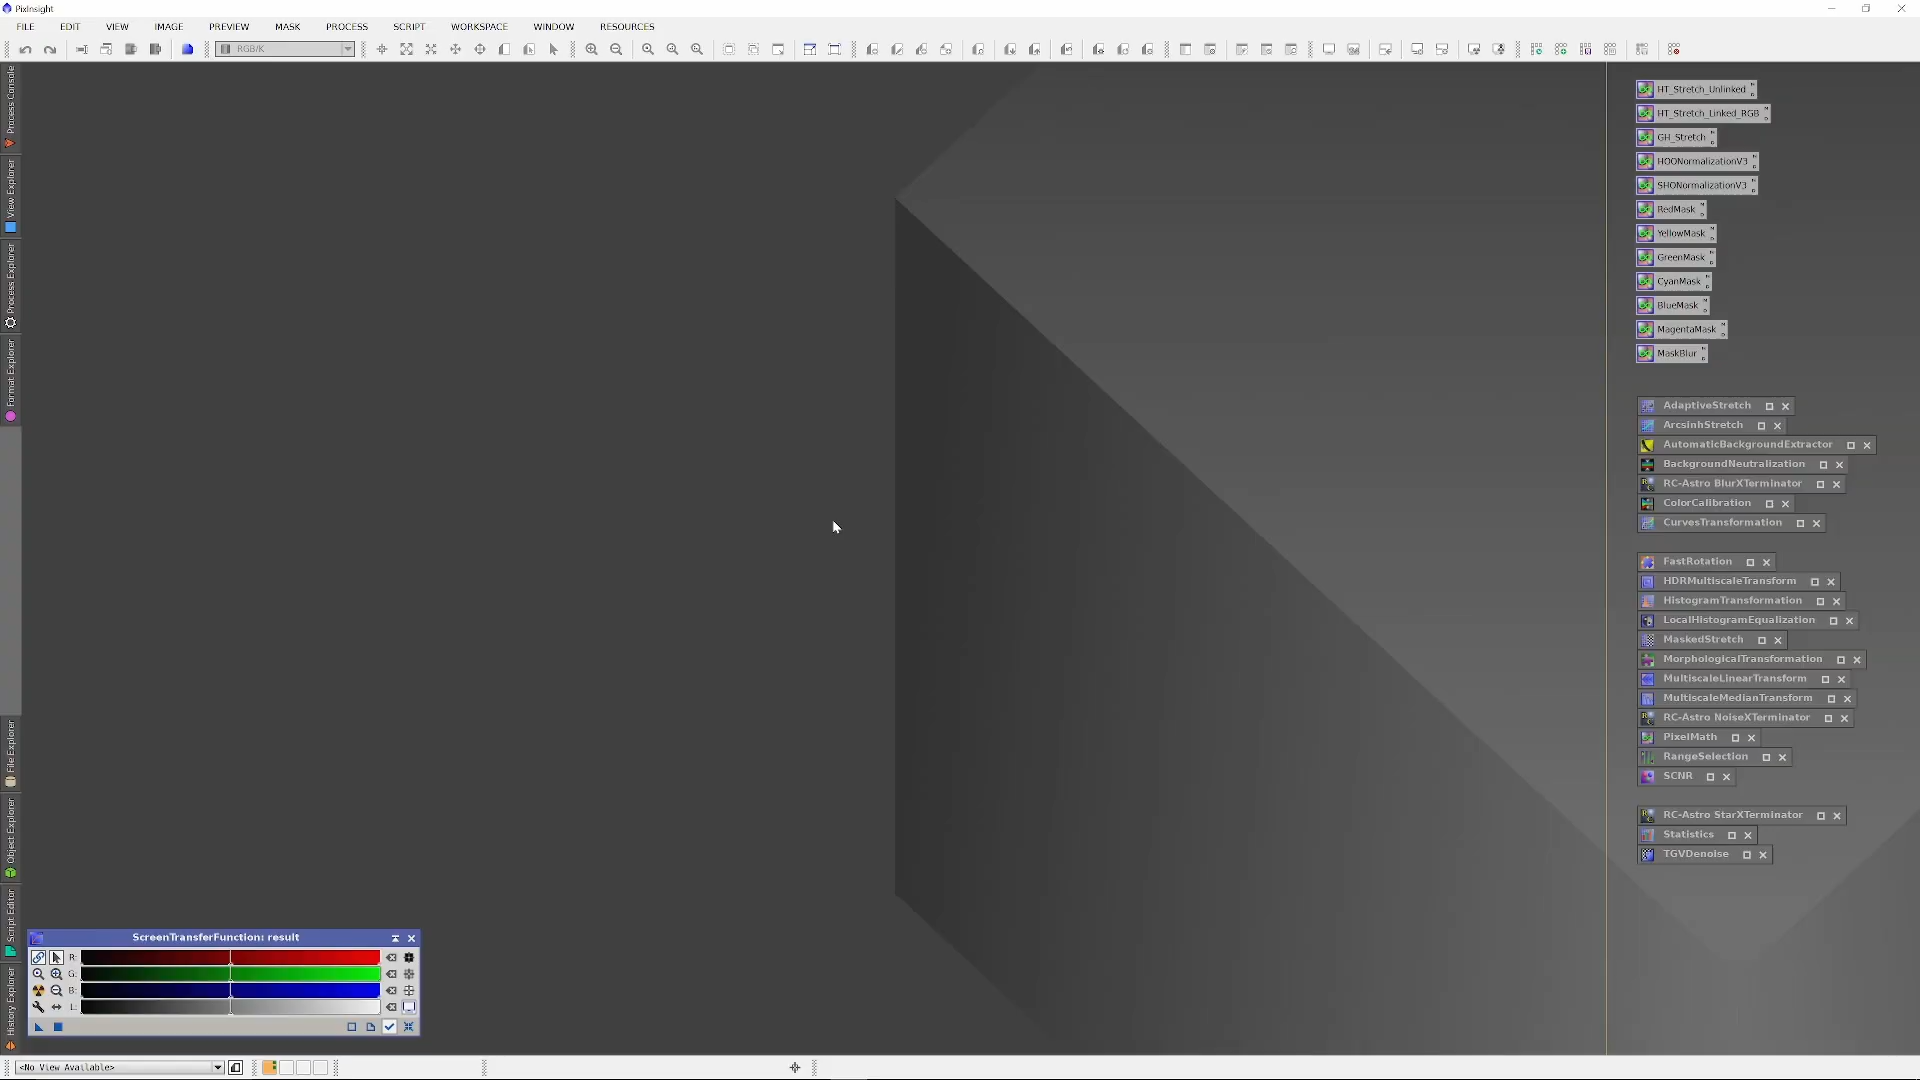 PixInsight
FILE EDIT VIEW IMAGE PREVIEW MASK PROCESS SCRIPT WORKSPACE WINDOW RESOURCES
RGB/K
Process Console
View Explorer
Process Explorer
Format Explorer
File Explorer
Object Explorer
Script Editor
History Explorer
HT_Stretch_Unlinked
HT_Stretch_Linked_RGB
GH_Stretch
HOONormalizationV3
SHONormalizationV3
RedMask
YellowMask
GreenMask
CyanMask
BlueMask
MagentaMask
MaskBlur
AdaptiveStretch
ArcsinhStretch
AutomaticBackgroundExtractor
BackgroundNeutralization
RC-Astro BlurXTerminator
ColorCalibration
CurvesTransformation
FastRotation
HDRMultiscaleTransform
HistogramTransformation
LocalHistogramEqualization
MaskedStretch
MorphologicalTransformation
MultiscaleLinearTransform
MultiscaleMedianTransform
RC-Astro NoiseXTerminator
PixelMath
RangeSelection
SCNR
RC-Astro StarXTerminator
Statistics
TGVDenoise
ScreenTransferFunction: result
R:
G:
B:
L:
<No View Available>